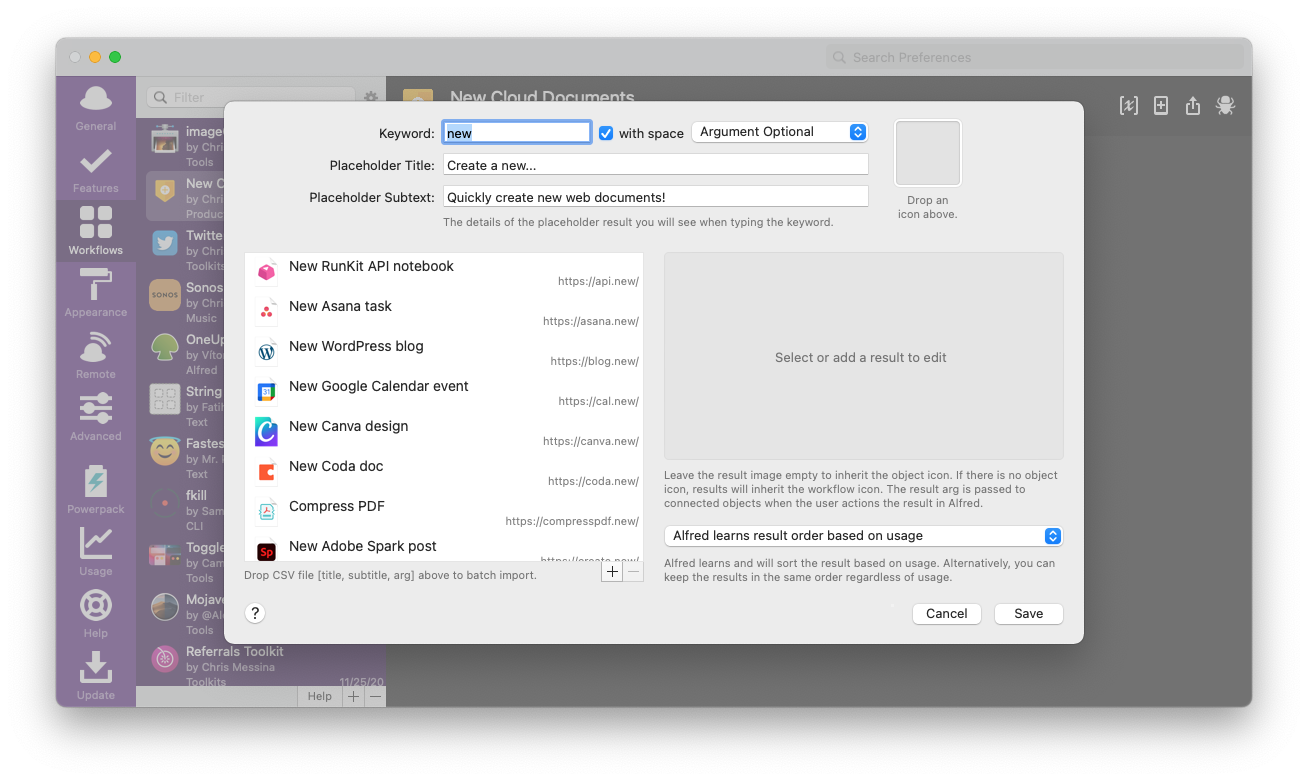 Search Preferences
General
Features
Workflows
Appearance
Remote
Advanced
Powerpack
Usage
Help
Update
Filter
by Chri
Tools
New C
by Chri
Produc
Twitte
by Chri
Toolkits
SONOS
Sonos
by Chri
Music
OneUp
by Víto
Alfred
String
by Fatih
Text
Fastes
by Mr.
Text
fkill
by Sam
CLI
Toggle
by Cam
Tools
Mojave
by @Al
Tools
Referrals Toolkit
by Chris Messina
Toolkits 11/25/20
Help + −
New Cloud Documents
Keyword: new with space Argument Optional
Placeholder Title: Create a new...
Placeholder Subtext: Quickly create new web documents!
The details of the placeholder result you will see when typing the keyword.
Drop an
icon above.
New RunKit API notebook
https://api.new/
New Asana task
https://asana.new/
New WordPress blog
https://blog.new/
31
New Google Calendar event
https://cal.new/
New Canva design
https://canva.new/
New Coda doc
https://coda.new/
Compress PDF
https://compresspdf.new/
Sp
New Adobe Spark post
https://create.new/
Drop CSV file [title, subtitle, arg] above to batch import. + −
Select or add a result to edit
Leave the result image empty to inherit the object icon. If there is no object
icon, results will inherit the workflow icon. The result arg is passed to
connected objects when the user actions the result in Alfred.
Alfred learns result order based on usage
Alfred learns and will sort the result based on usage. Alternatively, you can
keep the results in the same order regardless of usage.
?
Cancel
Save